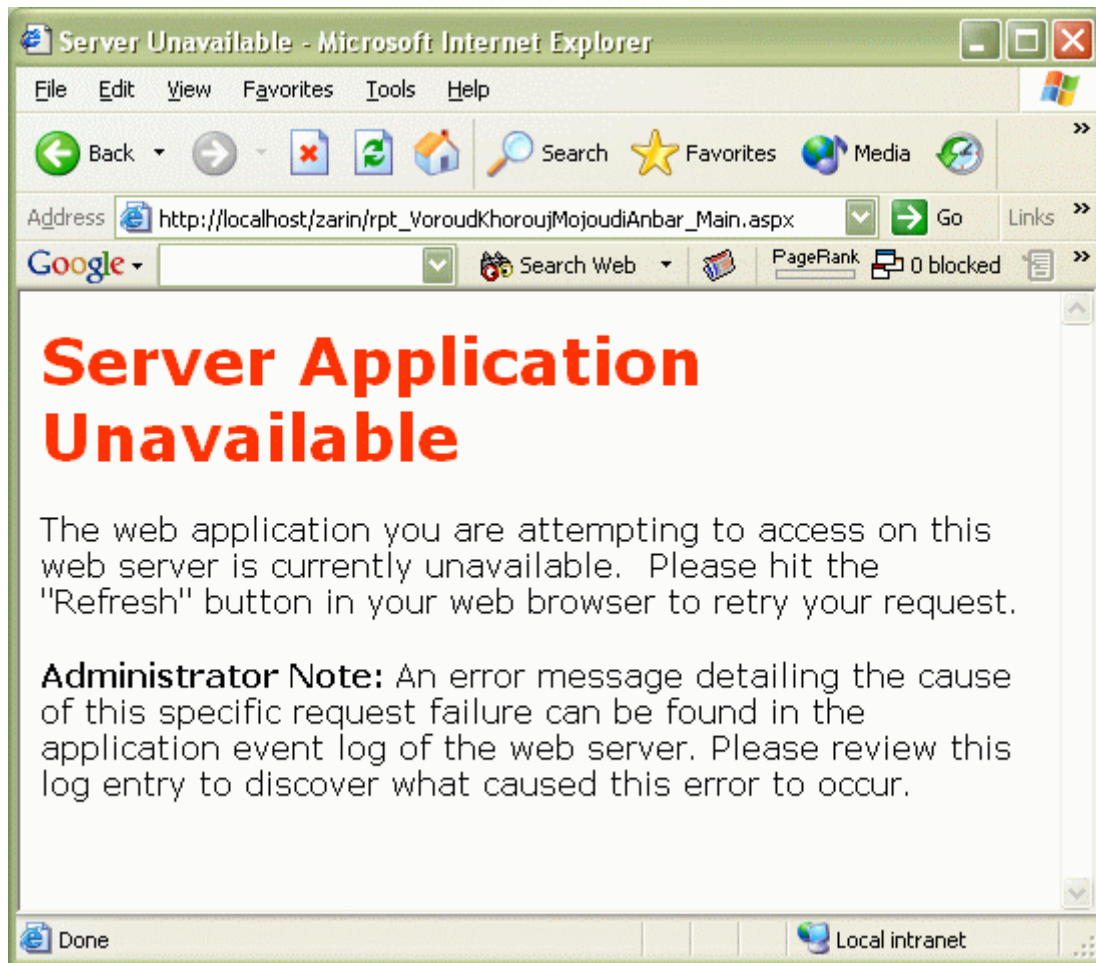 Server Unavailable - Microsoft Internet Explorer
File Edit View Favorites Tools Help
Back Search Favorites Media »
Address http://localhost/zarin/rpt_VoroudKhoroujMojoudiAnbar_Main.aspx Go Links »
Google Search Web PageRank 0 blocked »
Server Application
Unavailable
The web application you are attempting to access on this
web server is currently unavailable.  Please hit the
"Refresh" button in your web browser to retry your request.
Administrator Note: An error message detailing the cause
of this specific request failure can be found in the
application event log of the web server. Please review this
log entry to discover what caused this error to occur.
Done Local intranet